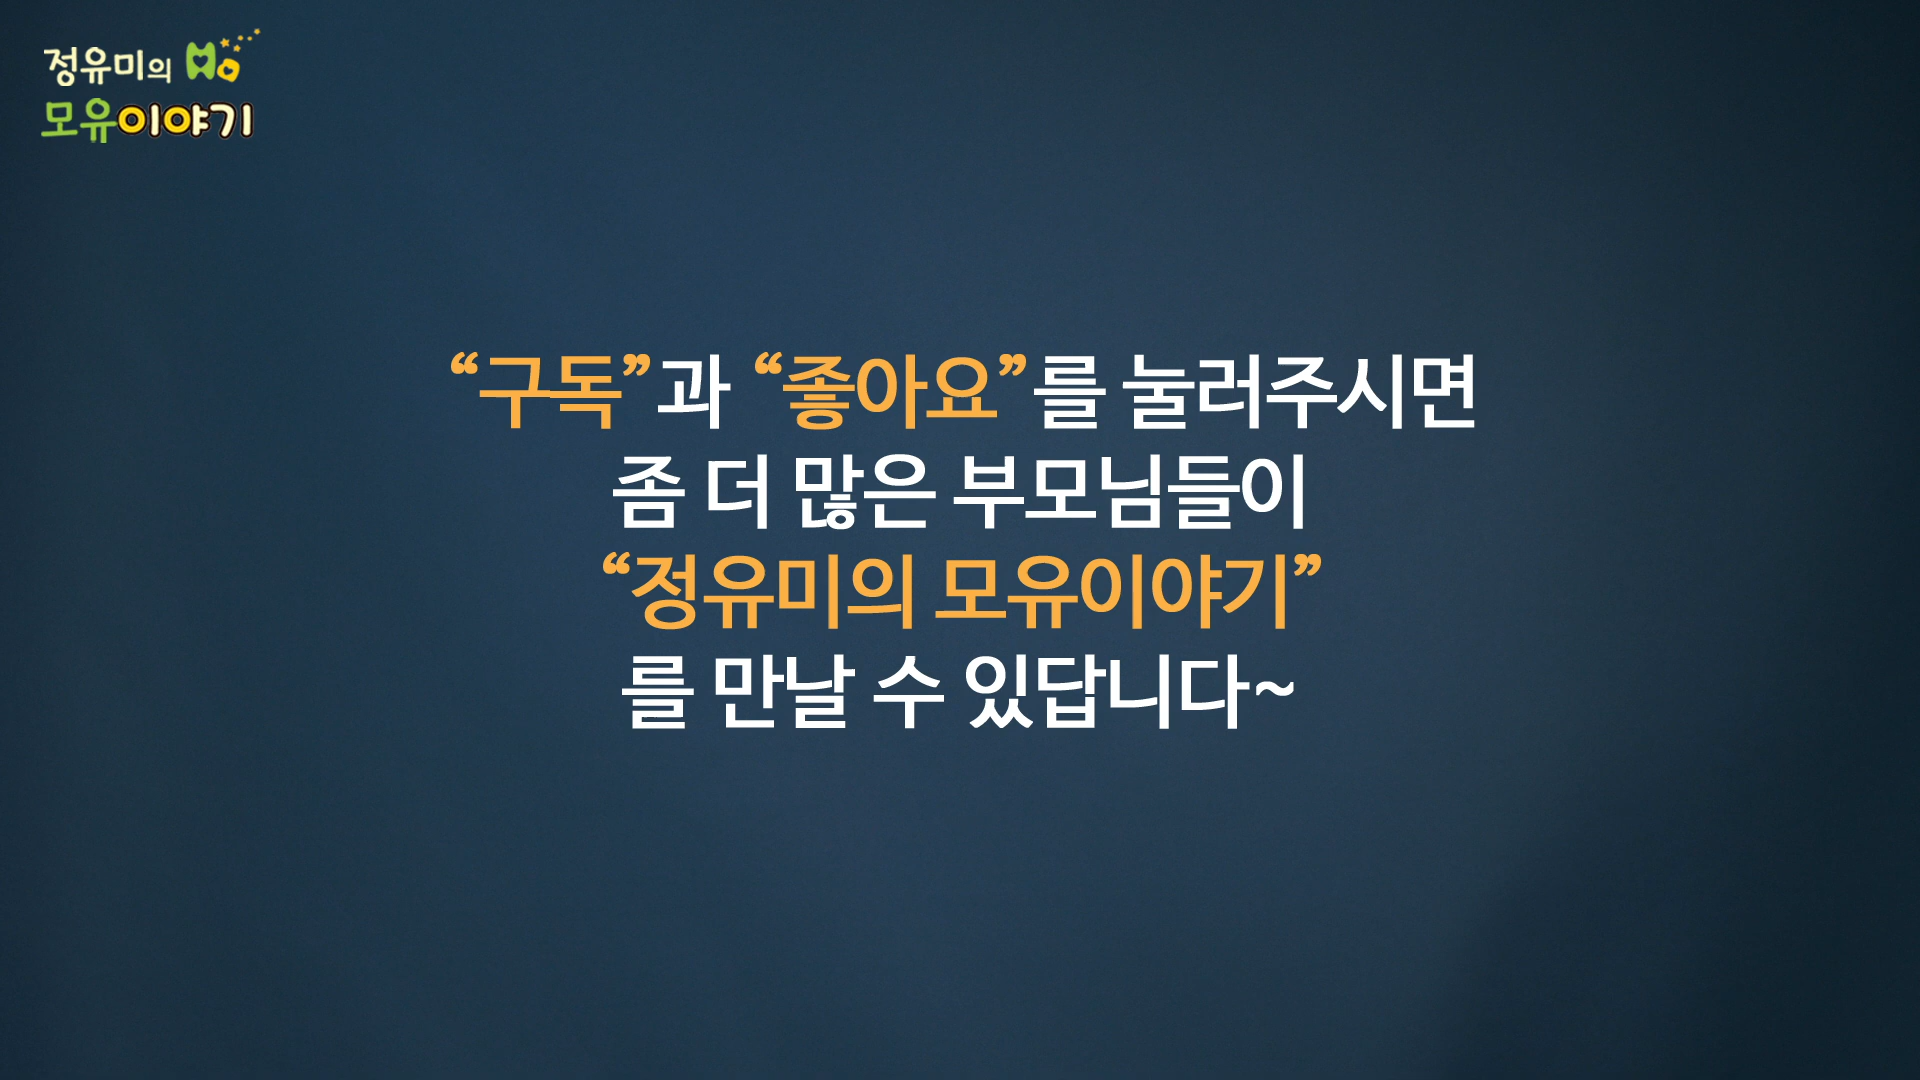 정유미의
모유이야기
“구독”과 “좋아요”를 눌러주시면
좀 더 많은 부모님들이
“정유미의 모유이야기”
를 만날 수 있답니다~